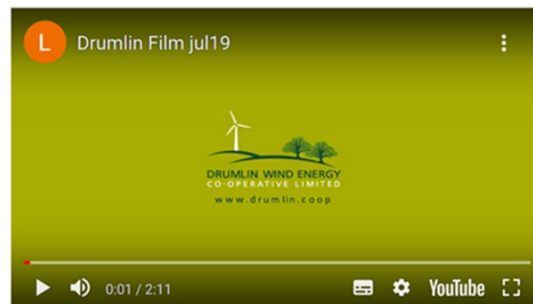 L
Drumlin Film jul19
DRUMLIN WIND ENERGY
CO-OPERATIVE LIMITED
www.drumlin.coop
0:01 / 2:11
YouTube